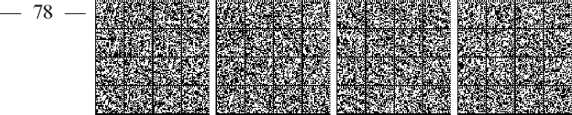 — 78 —